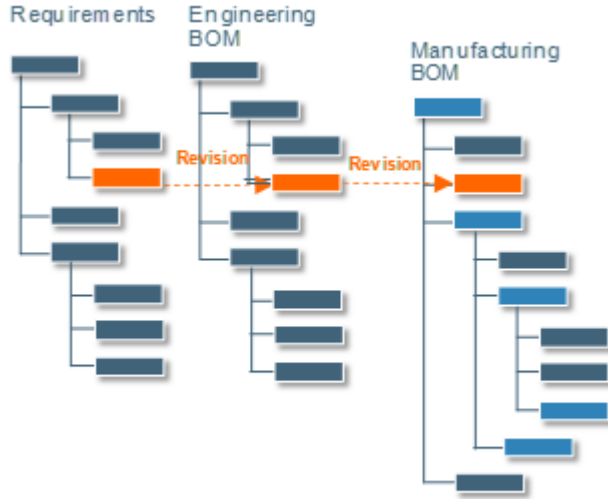 Requirements
Engineering
BOM
Manufacturing
BOM
Revision
Revision